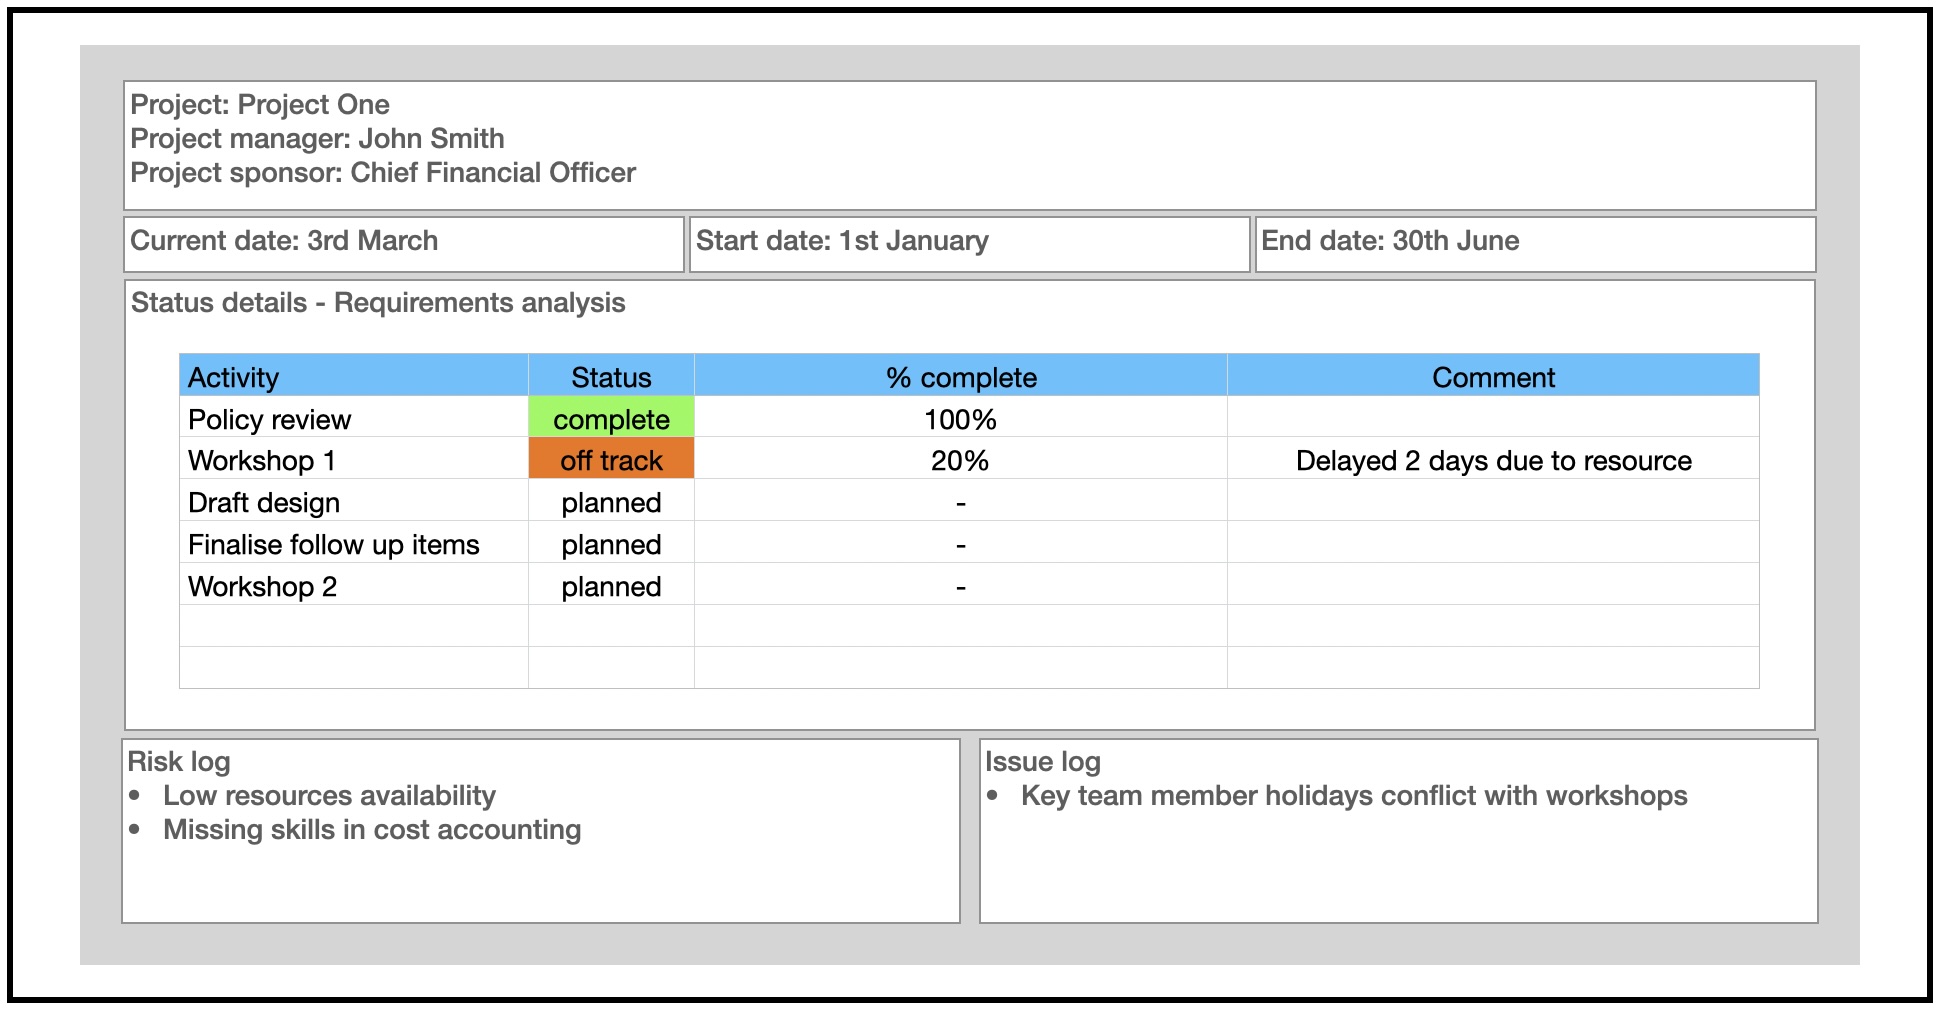 Project: Project One
Project manager: John Smith
Project sponsor: Chief Financial Officer
Current date: 3rd March
Start date: 1st January
End date: 30th June
Status details - Requirements analysis
Activity Status % complete Comment
Policy review complete 100%
Workshop 1 off track 20% Delayed 2 days due to resource
Draft design planned -
Finalise follow up items planned -
Workshop 2 planned -
Risk log
• Low resources availability
• Missing skills in cost accounting
Issue log
• Key team member holidays conflict with workshops